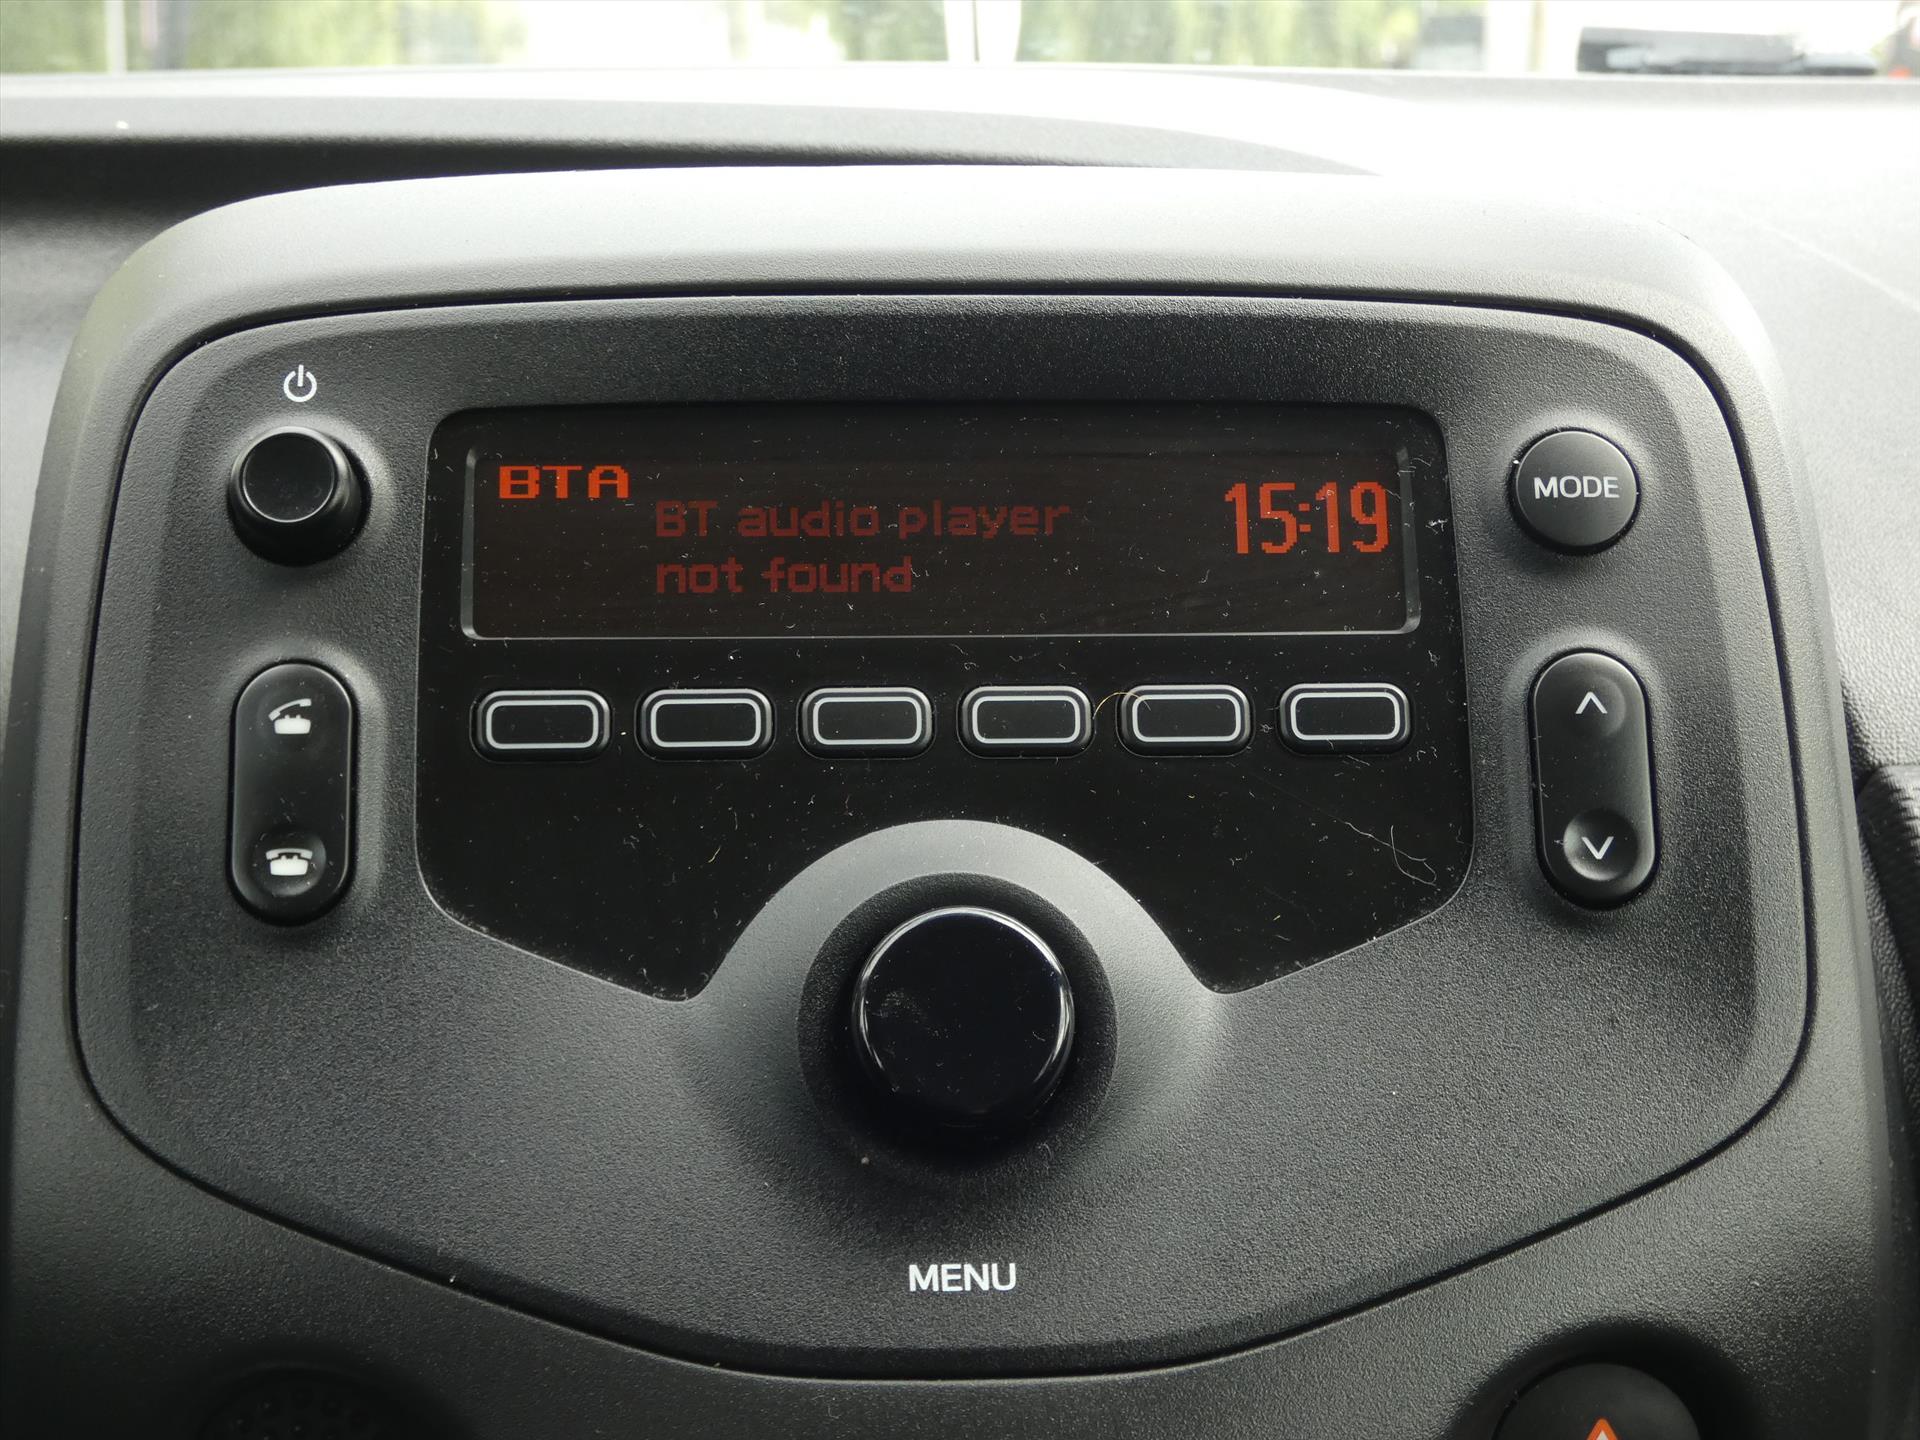 BTA
BT audio player
not found
15:19
MODE
MENU